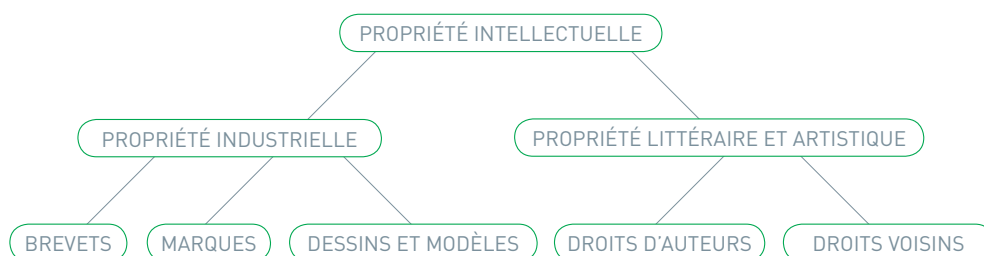 PROPRIÉTÉ INTELLECTUELLE
PROPRIÉTÉ INDUSTRIELLE
PROPRIÉTÉ LITTÉRAIRE ET ARTISTIQUE
BREVETS
MARQUES
DESSINS ET MODÈLES
DROITS D'AUTEURS
DROITS VOISINS